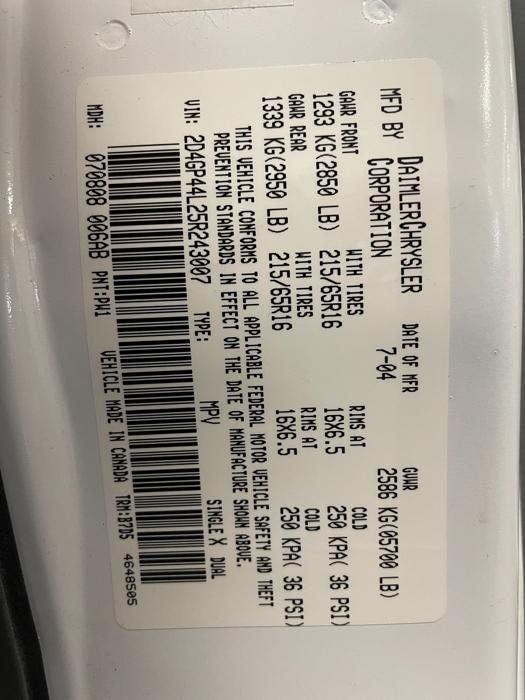 MFD BY DAIMLERCHRYSLER CORPORATION DATE OF MFR 7-04 GVWR 2586 KG(05700 LB)
GAWR FRONT WITH TIRES RIMS AT COLD
1293 KG(2850 LB) 215/65R16 16X6.5 250 KPA( 36 PSI)
GAWR REAR WITH TIRES RIMS AT COLD
1339 KG(2950 LB) 215/65R16 16X6.5 250 KPA( 36 PSI)
THIS VEHICLE CONFORMS TO ALL APPLICABLE FEDERAL MOTOR VEHICLE SAFETY AND THEFT
PREVENTION STANDARDS IN EFFECT ON THE DATE OF MANUFACTURE SHOWN ABOVE.
VIN: 2D4GP44L25R243007 TYPE: MPV SINGLE X DUAL
MDH: 070808 006AB PNT:PW1 VEHICLE MADE IN CANADA TRM:B7D5 4648505